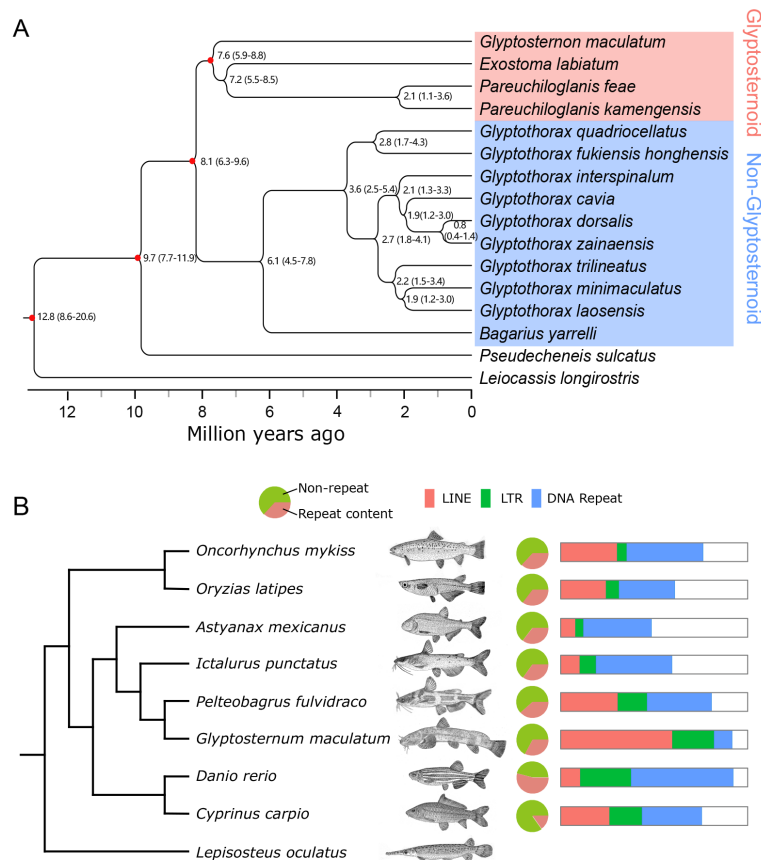 A
Glyptosternoid
Non-Glyptosternoid
Glyptosternon maculatum
Exostoma labiatum
Pareuchiloglanis feae
Pareuchiloglanis kamengensis
Glyptothorax quadriocellatus
Glyptothorax fukiensis honghensis
Glyptothorax interspinalum
Glyptothorax cavia
Glyptothorax dorsalis
Glyptothorax zainaensis
Glyptothorax trilineatus
Glyptothorax minimaculatus
Glyptothorax laosensis
Bagarius yarrelli
Pseudecheneis sulcatus
Leiocassis longirostris
7.6 (5.9-8.8)
7.2 (5.5-8.5)
2.1 (1.1-3.6)
2.8 (1.7-4.3)
8.1 (6.3-9.6)
3.6 (2.5-5.4)
2.1 (1.3-3.3)
1.9(1.2-3.0)
0.8
(0.4-1.4)
2.7 (1.8-4.1)
9.7 (7.7-11.9)
6.1 (4.5-7.8)
2.2 (1.5-3.4)
1.9 (1.2-3.0)
12.8 (8.6-20.6)
12 10 8 6 4 2 0
Million years ago
B
Non-repeat
Repeat content
LINE LTR DNA Repeat
Oncorhynchus mykiss
Oryzias latipes
Astyanax mexicanus
Ictalurus punctatus
Pelteobagrus fulvidraco
Glyptosternum maculatum
Danio rerio
Cyprinus carpio
Lepisosteus oculatus